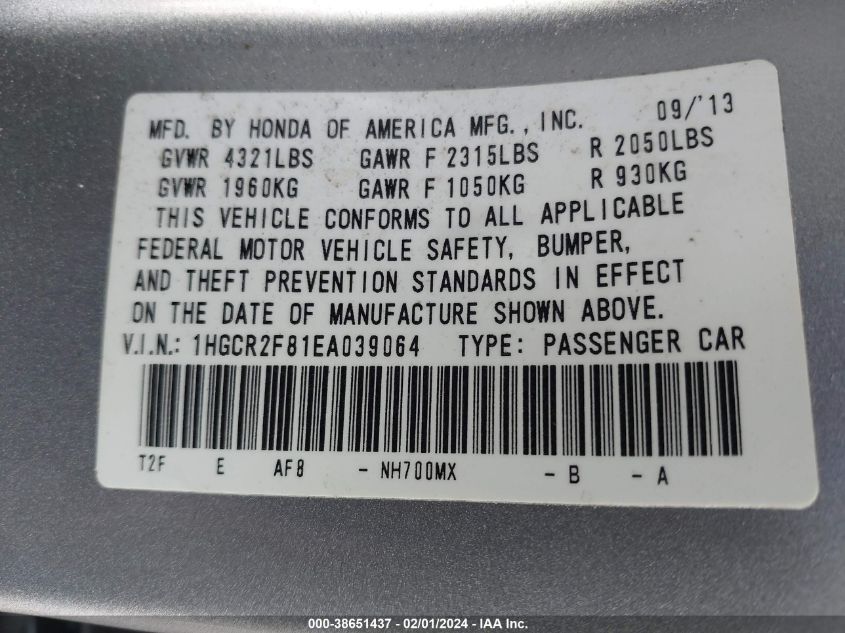 MFD. BY HONDA OF AMERICA MFG., INC. 09/'13
GVWR 4321LBS GAWR F 2315LBS R 2050LBS
GVWR 1960KG GAWR F 1050KG R 930KG
THIS VEHICLE CONFORMS TO ALL APPLICABLE
FEDERAL MOTOR VEHICLE SAFETY, BUMPER,
AND THEFT PREVENTION STANDARDS IN EFFECT
ON THE DATE OF MANUFACTURE SHOWN ABOVE.
V.I.N.: 1HGCR2F81EA039064 TYPE: PASSENGER CAR
T2F E AF8 - NH700MX - B - A
000-38651437 - 02/01/2024 - IAA Inc.